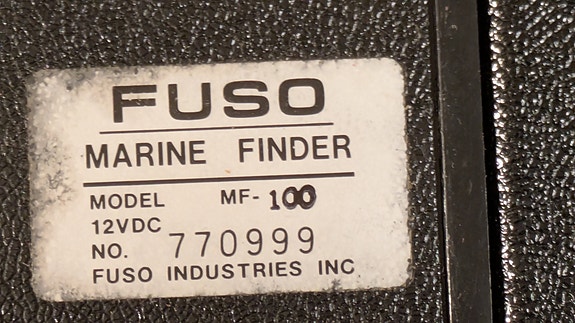 FUSO
MARINE FINDER
MODEL MF-100
12VDC
NO. 770999
FUSO INDUSTRIES INC